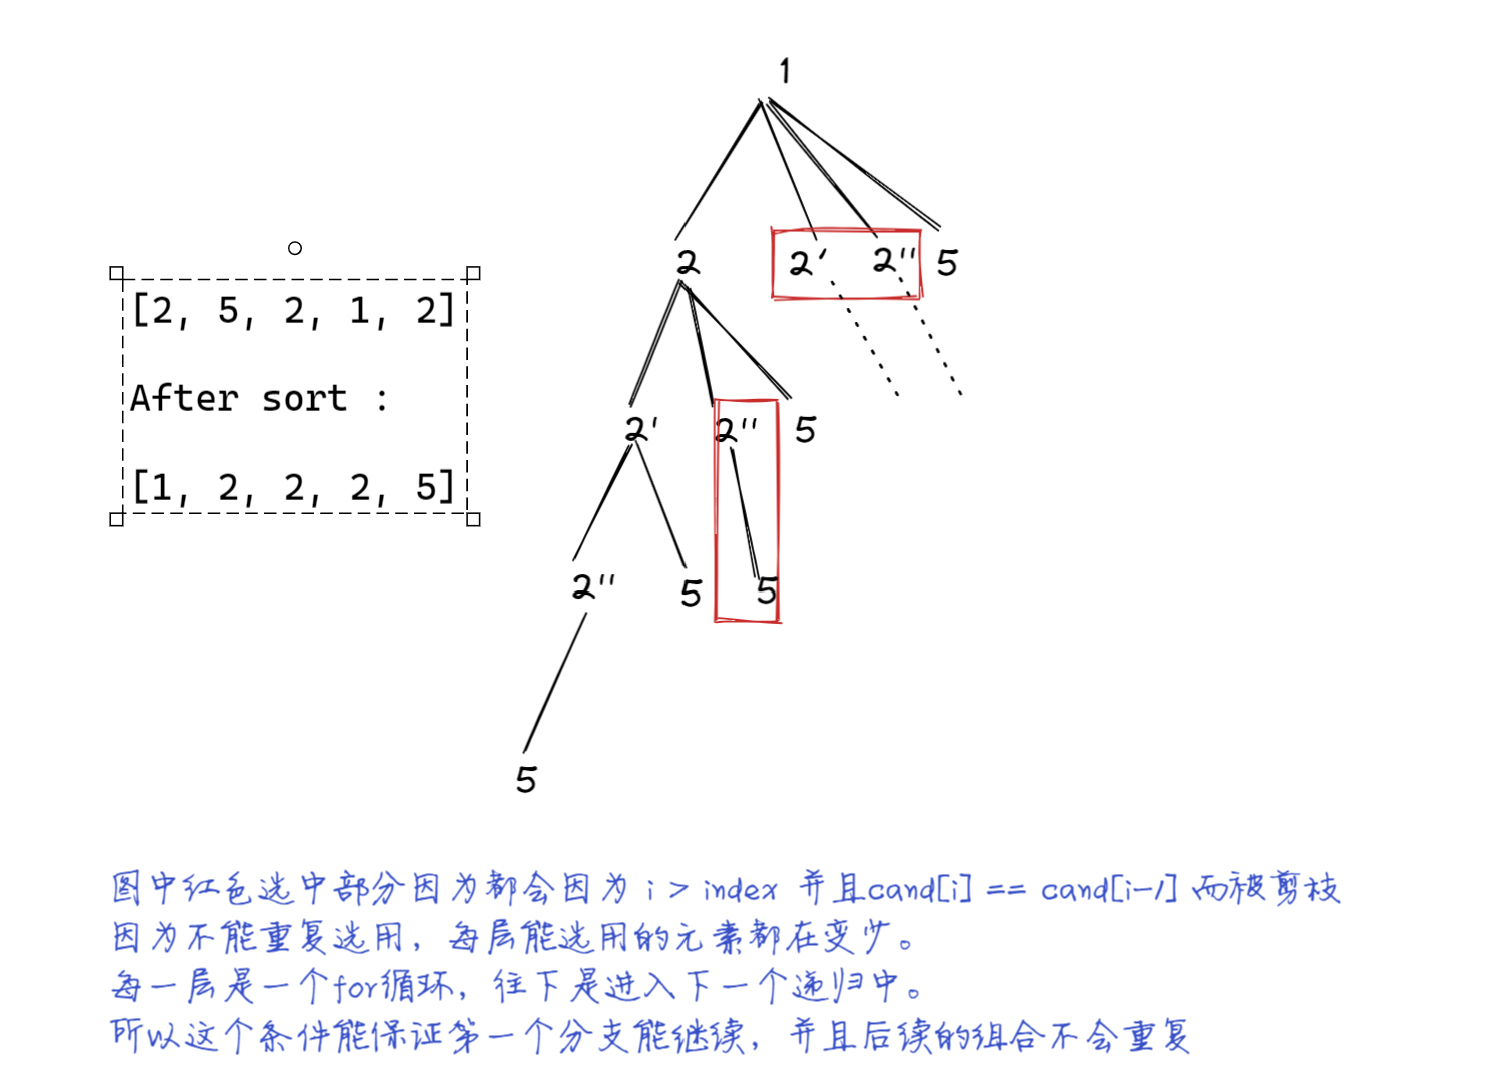 1
2 2' 2'' 5
[2, 5, 2, 1, 2]
After sort :
[1, 2, 2, 2, 5]
2' 2'' 5
2'' 5 5
5
图中红色选中部分因为都会因为 i > index 并且cand[i] == cand[i-1] 而被剪枝
因为不能重复选用，每层能选用的元素都在变少。
每一层是一个for循环，往下是进入下一个递归中。
所以这个条件能保证第一个分支能继续，并且后续的组合不会重复